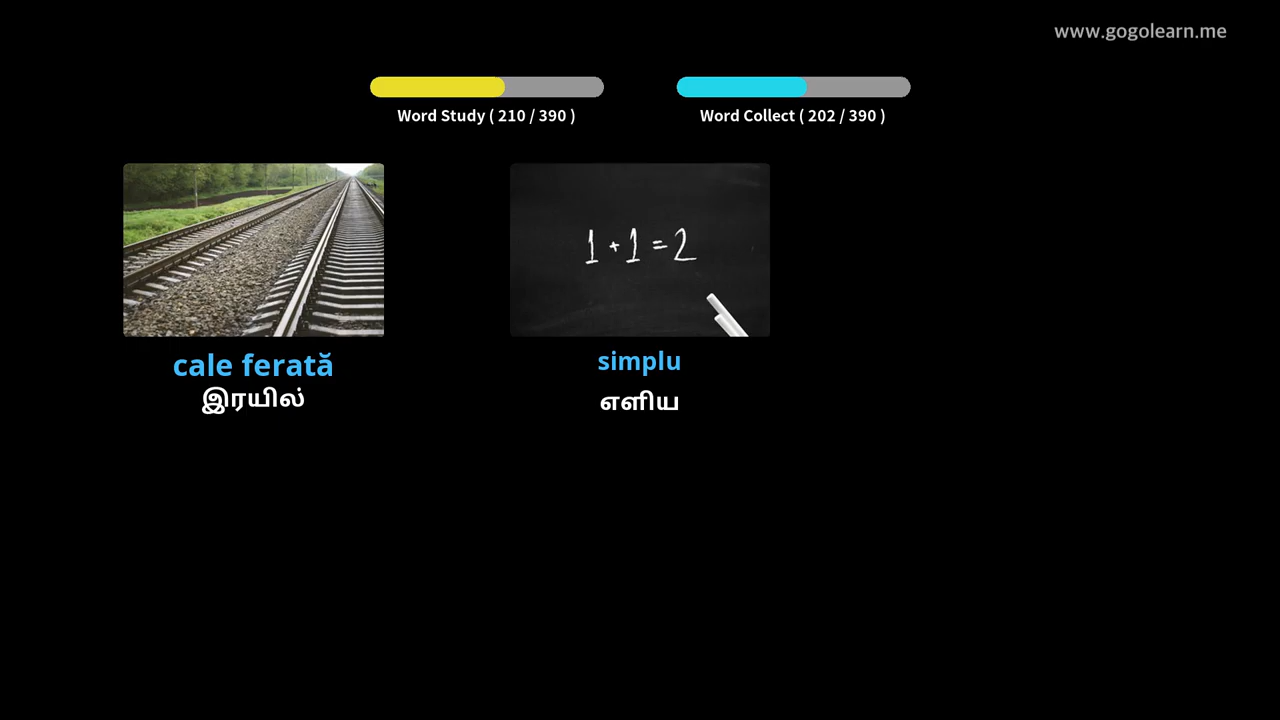 www.gogolearn.me
Word Study ( 210 / 390 )
Word Collect ( 202 / 390 )
1 + 1 = 2
cale ferată
இரயில்
simplu
எளிய